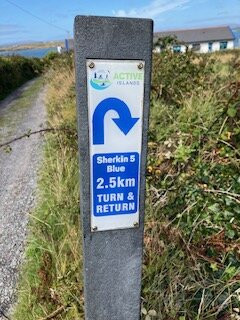 ACTIVE
ISLANDS
Sherkin 5
Blue
2.5km
TURN &
RETURN